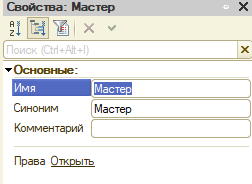 Свойства: Мастер
Поиск (Ctrl+Alt+I)
Основные:
Имя Мастер
Синоним Мастер
Комментарий
Права Открыть